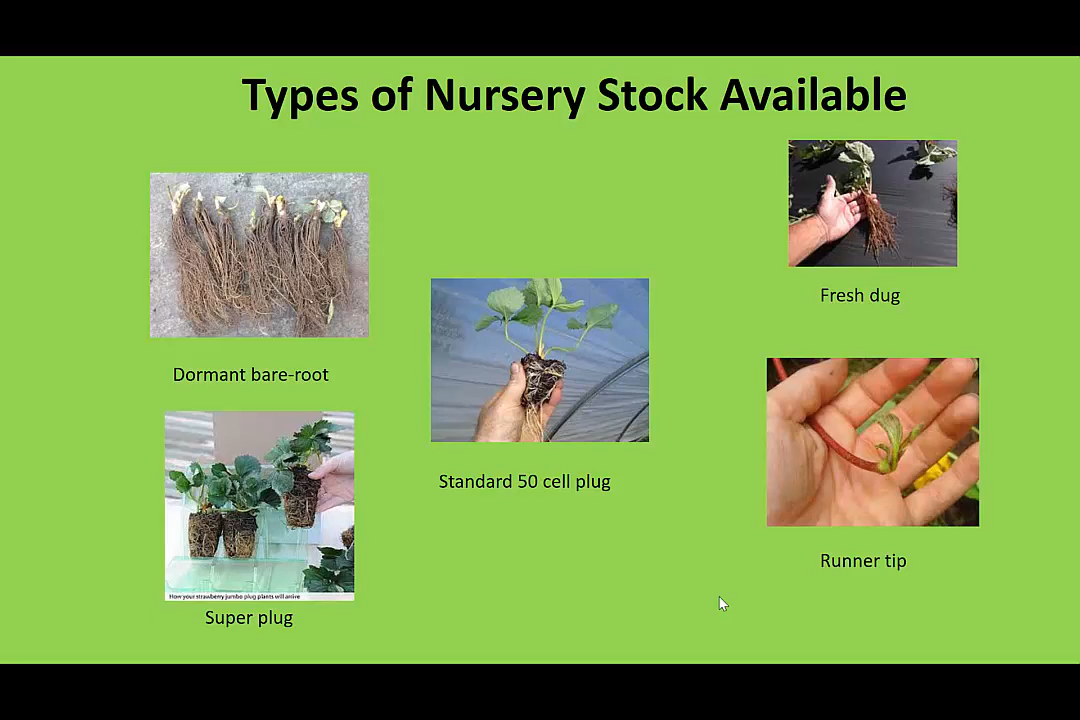 Types of Nursery Stock Available
Fresh dug
Dormant bare-root
Standard 50 cell plug
Runner tip
How your strawberry jumbo plug plants will arrive
Super plug